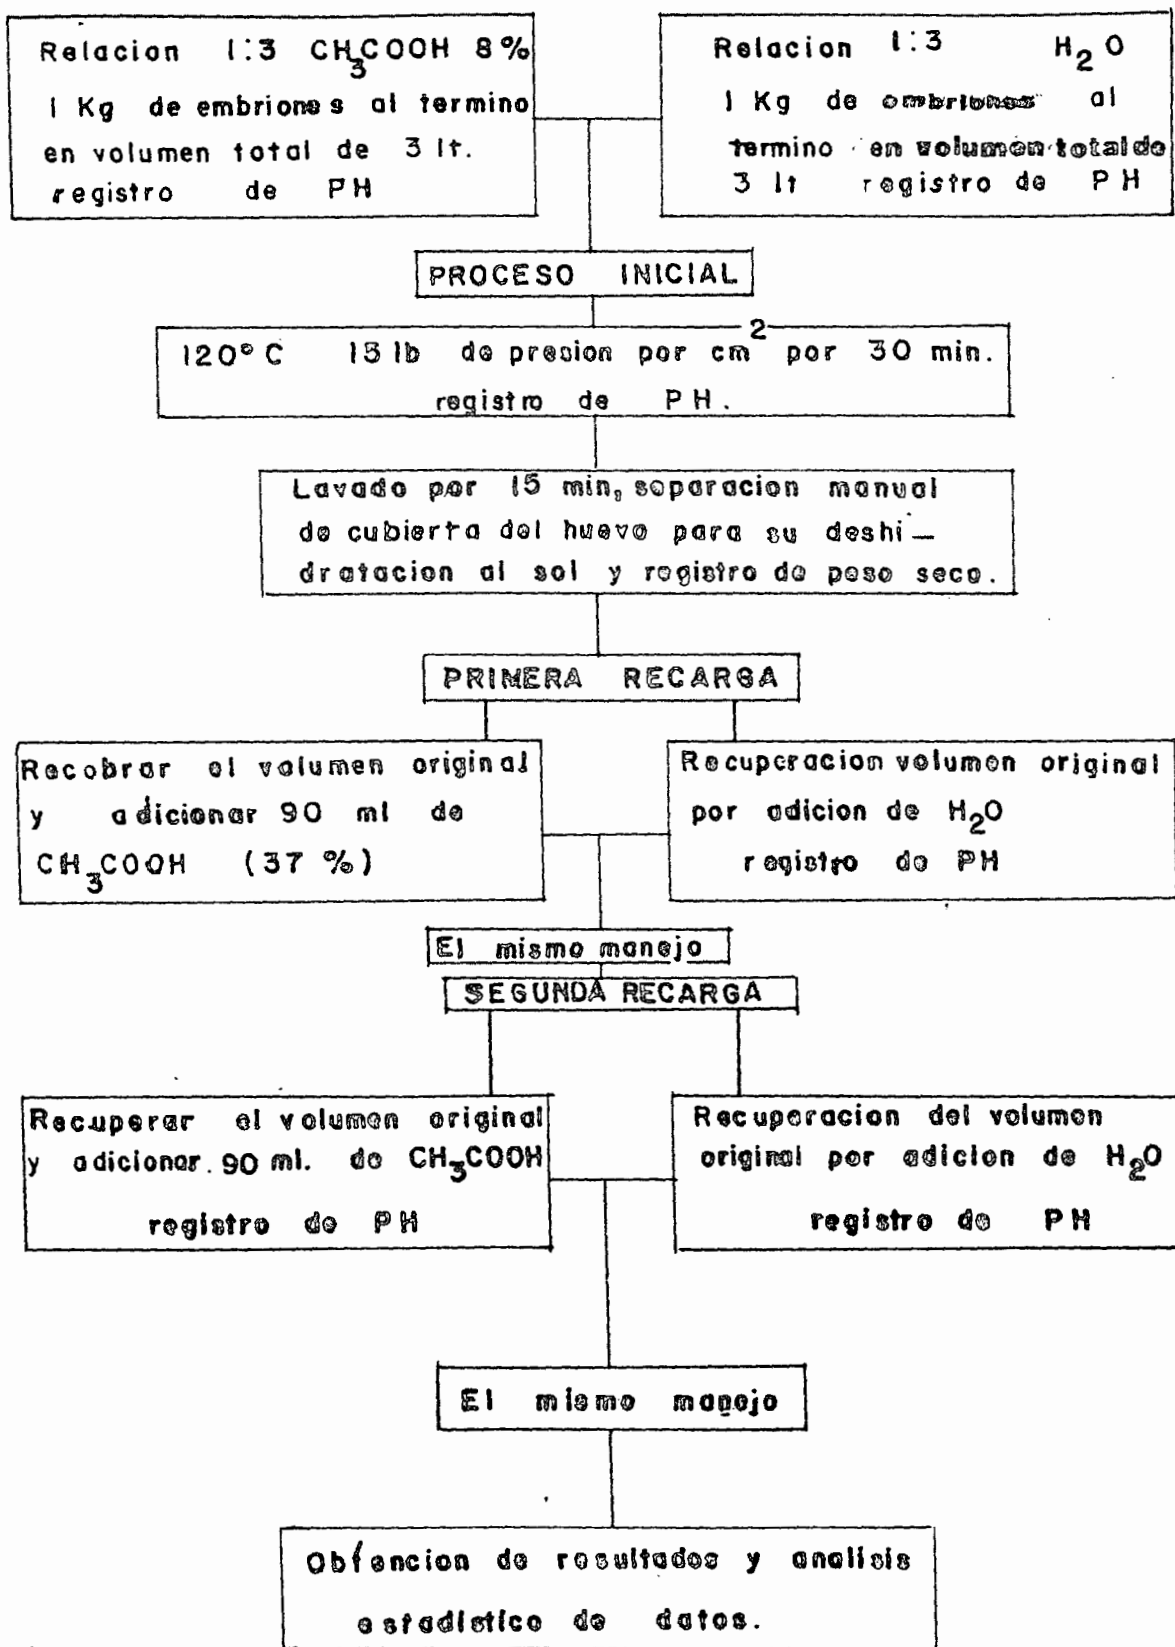 Relacion 1:3 CH3COOH 8%
1 Kg de embriones al termino
en volumen total de 3 lt.
registro de PH
Relacion 1:3 H2O
1 Kg de embriones al
termino en volumen total de
3 lt registro de PH
PROCESO INICIAL
120° C 15 lb de presion por cm2 por 30 min.
registro de PH.
Lavado por 15 min, separacion manual
de cubierta del huevo para su deshi–
dratacion al sol y registro de peso seco.
PRIMERA RECARGA
Recobrar el volumen original
y adicionar 90 ml de
CH3COOH (37 %)
Recuperacion volumen original
por adicion de H2O
registro de PH
El mismo manejo
SEGUNDA RECARGA
Recuperar el volumen original
y adicionar. 90 ml. de CH3COOH
registro de PH
Recuperacion del volumen
original por adicion de H2O
registro de PH
El mismo manejo
Obtencion de resultados y analisis
estadistico de datos.